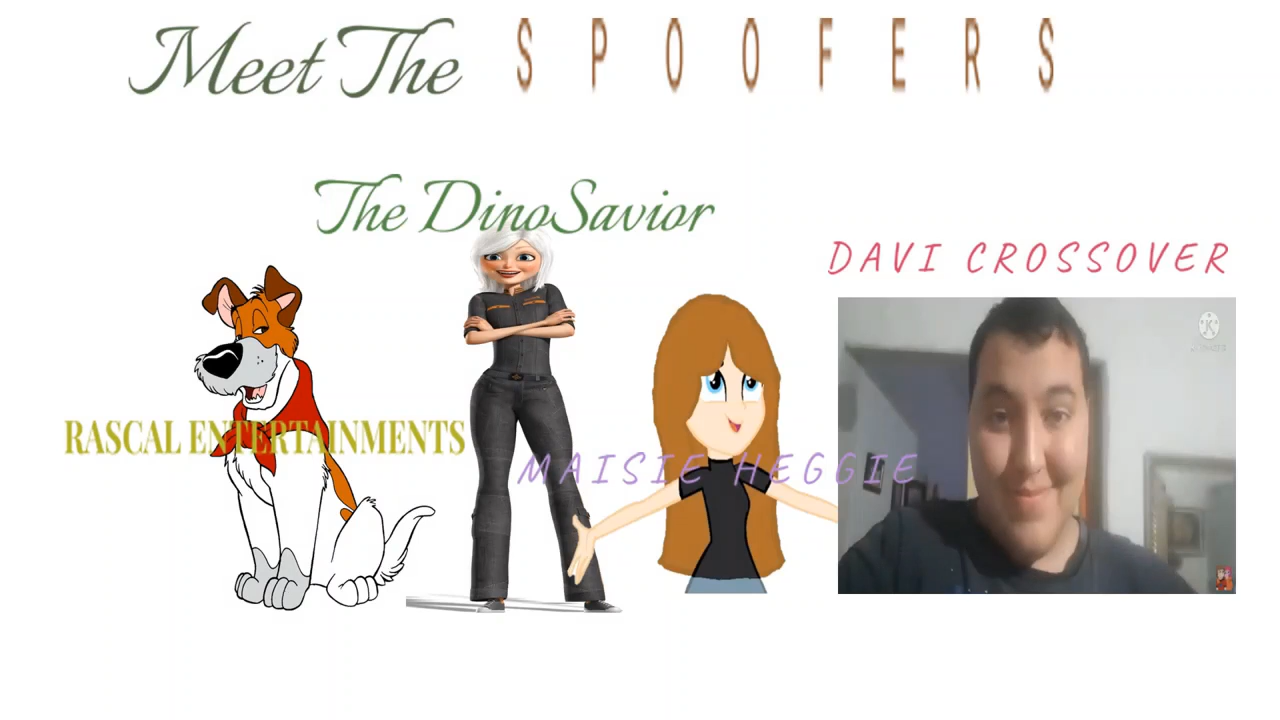 Meet The SPOOFERS
The DinoSavior
DAVI CROSSOVER
RASCAL ENTERTAINMENTS
MAISIE HEGGIE